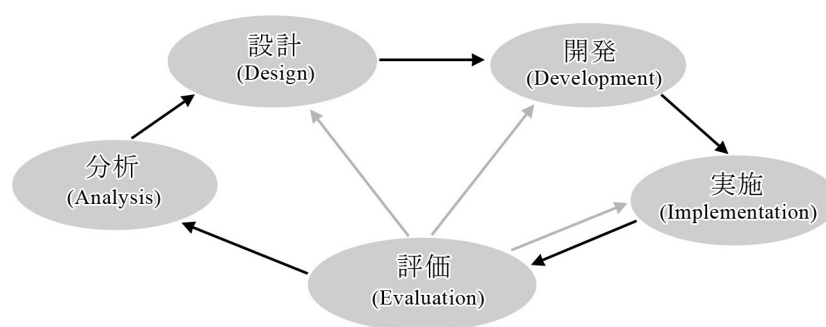 設計
(Design)
開発
(Development)
分析
(Analysis)
実施
(Implementation)
評価
(Evaluation)